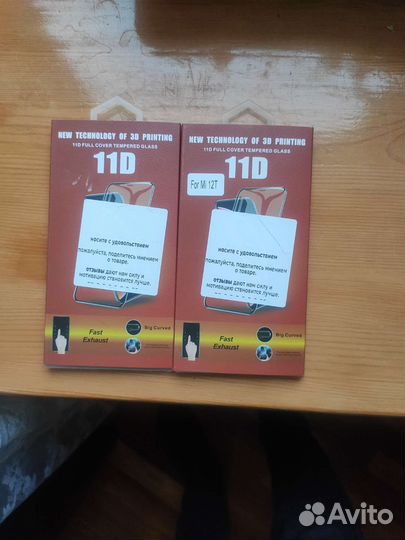 NEW TECHNOLOGY OF 3D PRINTING
11D FULL COVER TEMPERED GLASS
11D
носите с удовольствием
пожалуйста, поделитесь мнением
о товаре.
отзывы дают нам силу и
мотивацию становится лучше.
Fast
Exhaust
Big Curved
NEW TECHNOLOGY OF 3D PRINTING
11D FULL COVER TEMPERED GLASS
11D
For Mi 12T
носите с удовольствием
пожалуйста, поделитесь мнением
о товаре.
отзывы дают нам силу и
мотивацию становится лучше.
Fast
Exhaust
Big Curved
Avito